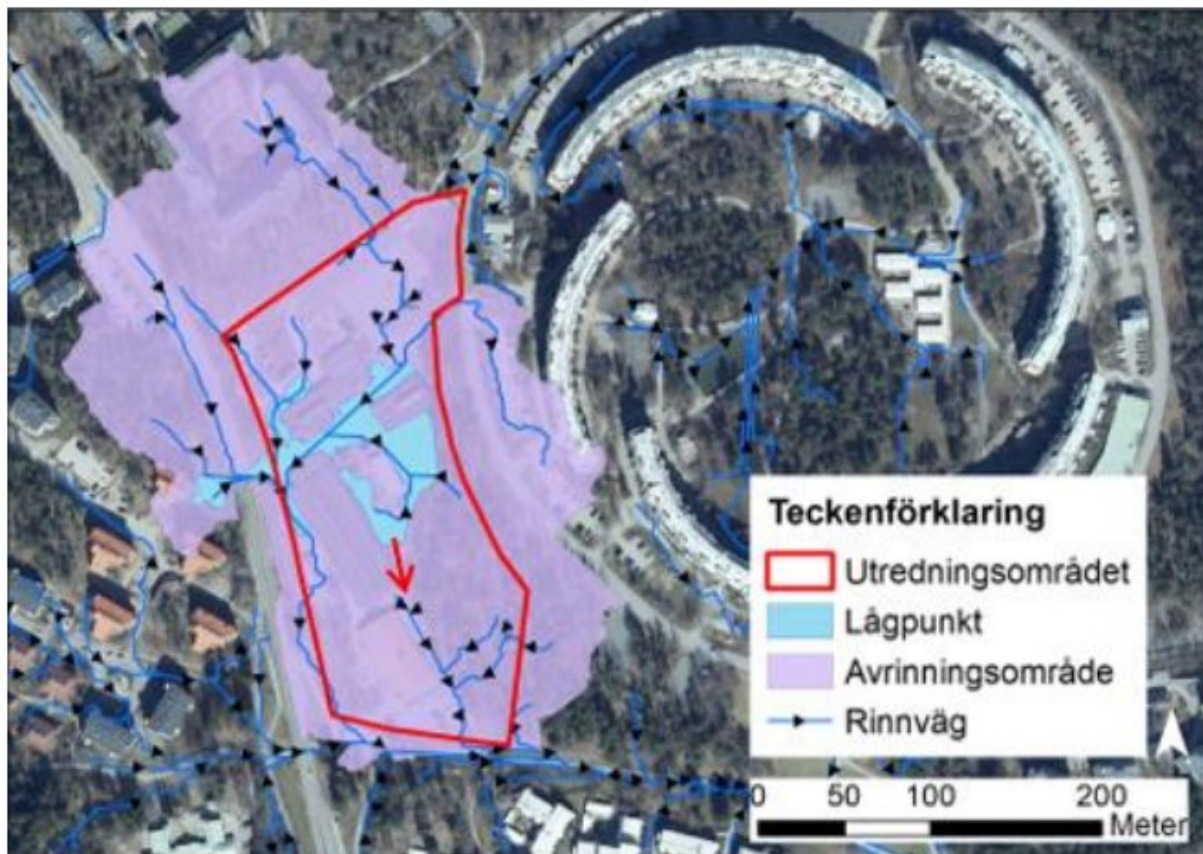 Teckenförklaring
Utredningsområdet
Lågpunkt
Avrinningsområde
Rinnväg
0 50 100 200
Meter